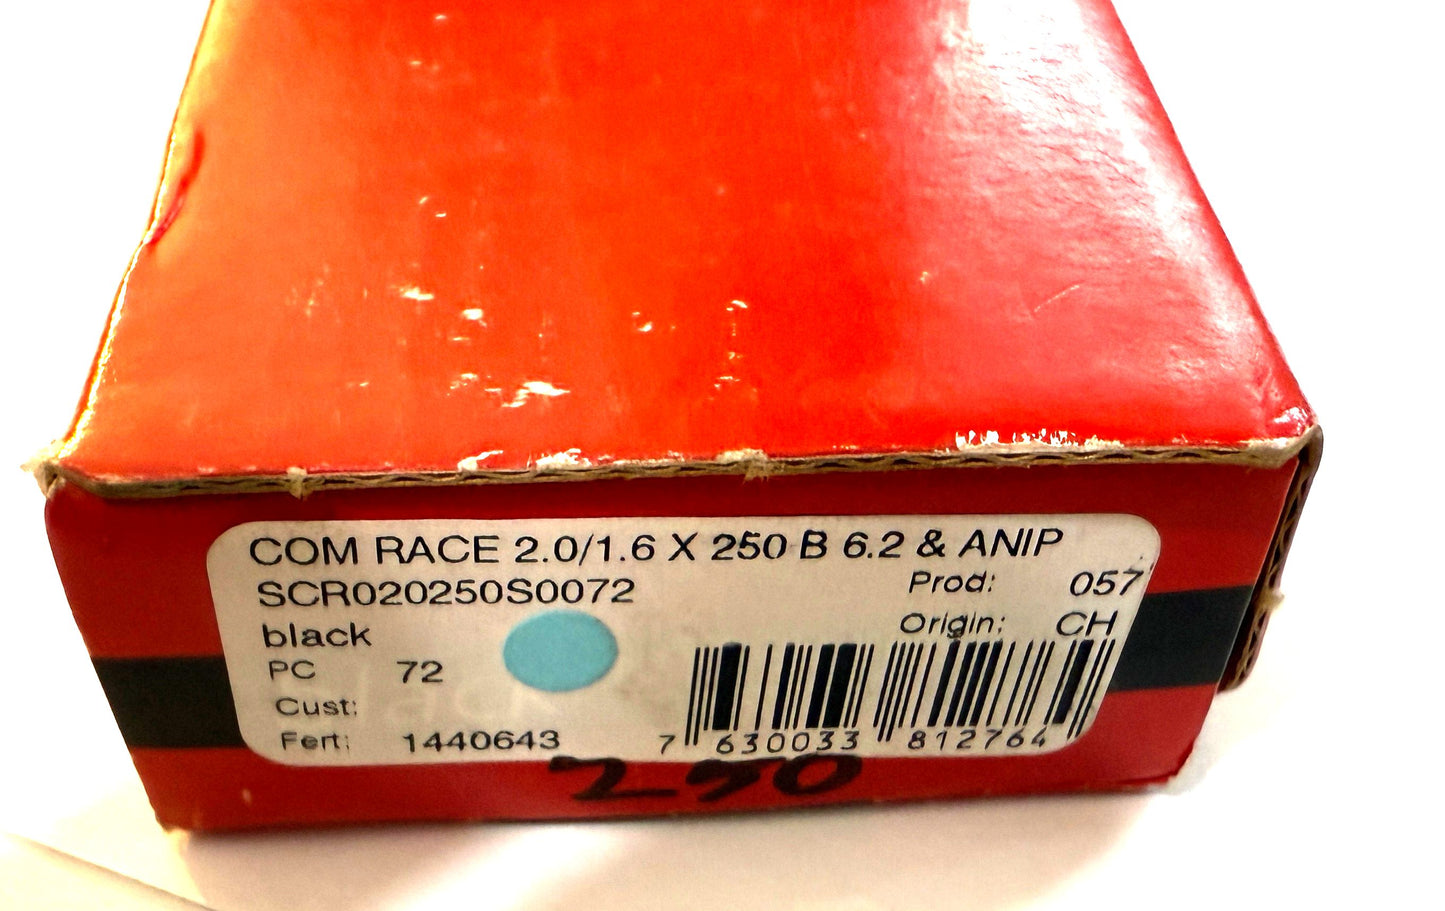 COM RACE 2.0/1.6 X 250 B 6.2 & ANIP
SCR020250S0072
Prod: 057
black
Origin: CH
PC 72
Cust:
Fert: 1440643
7 630033 812764
250